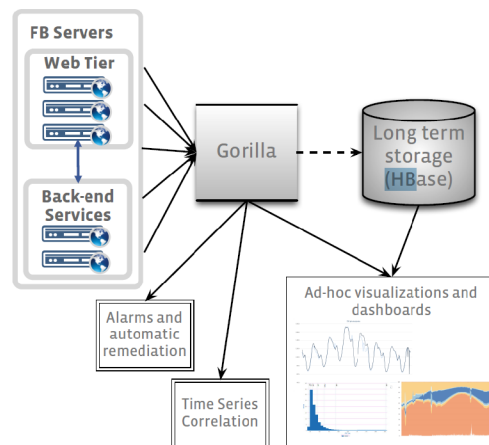 FB Servers
Web Tier
Back-end
Services
Gorilla
Long term
storage
(HBase)
Alarms and
automatic
remediation
Time Series
Correlation
Ad-hoc visualizations and
dashboards